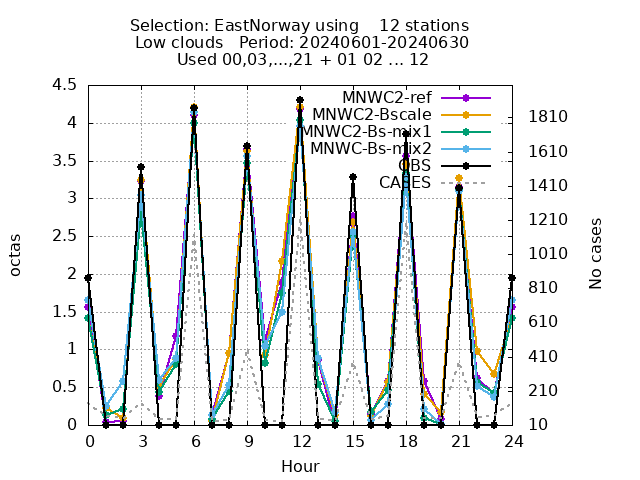 Selection: EastNorway using    12 stations
Low clouds   Period: 20240601-20240630
Used 00,03,...,21 + 01 02 ... 12
4.5
4
3.5
3
2.5
2
1.5
1
0.5
0
octas
MNWC2-ref
MNWC2-Bscale
MNWC2-Bs-mix1
MNWC-Bs-mix2
OBS
CASES
1810
1610
1410
1210
1010
810
610
410
210
10
No cases
0 3 6 9 12 15 18 21 24
Hour